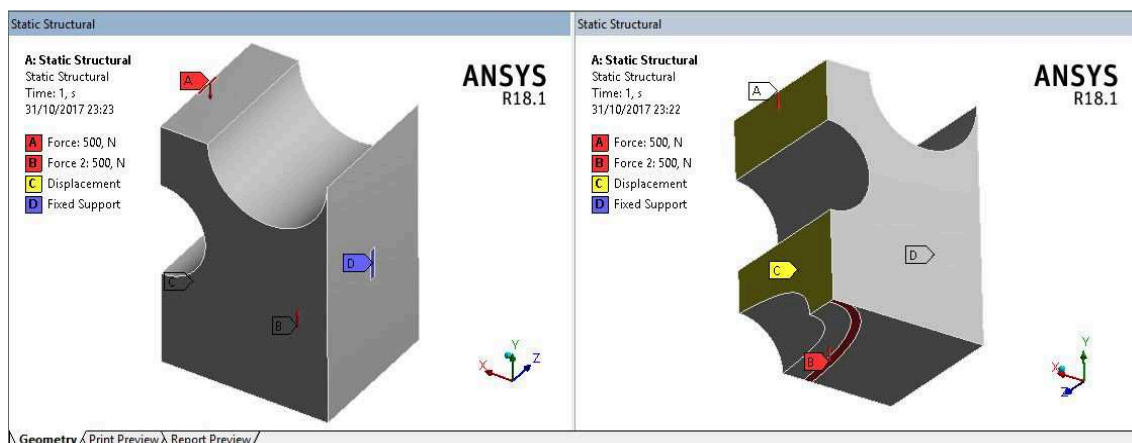 Static Structural
A: Static Structural
Static Structural
Time: 1, s
31/10/2017 23:23
A Force: 500, N
B Force 2: 500, N
C Displacement
D Fixed Support
ANSYS
R18.1
A
C
B
D
X
Y
Z
Static Structural
A: Static Structural
Static Structural
Time: 1, s
31/10/2017 23:22
A Force: 500, N
B Force 2: 500, N
C Displacement
D Fixed Support
ANSYS
R18.1
A
D
C
B
Y
X
Z
Geometry Print Preview Report Preview